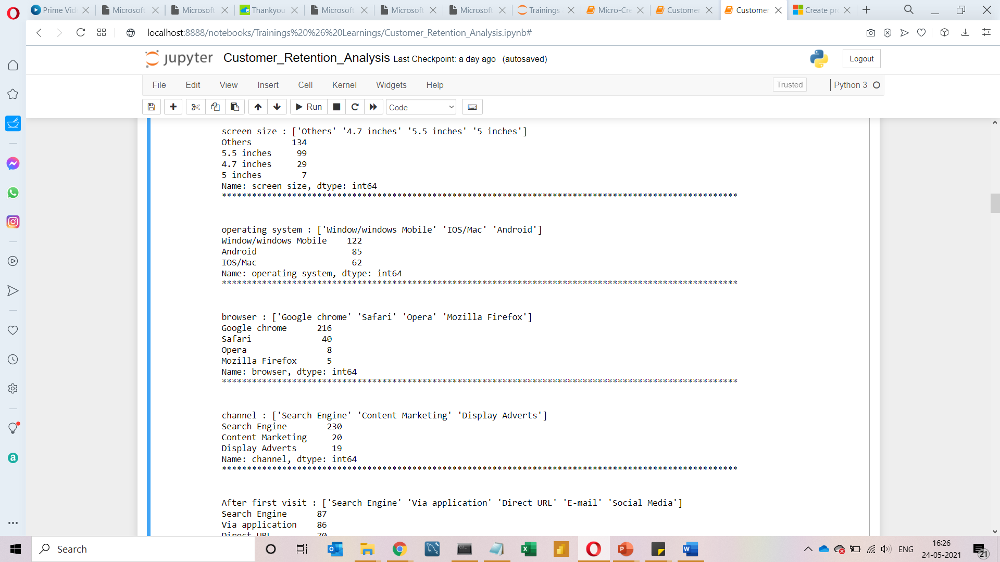 Prime Vid
Microsoft
Microsoft
Thankyou
Microsoft
Microsoft
Microsoft
Trainings
Micro-Cre
Customer
Customer
Create pr
localhost:8888/notebooks/Trainings%20%26%20Learnings/Customer_Retention_Analysis.ipynb#
jupyter Customer_Retention_Analysis Last Checkpoint: a day ago (autosaved)
Logout
File Edit View Insert Cell Kernel Widgets Help
Trusted
Python 3
Run
Code
screen size : ['Others' '4.7 inches' '5.5 inches' '5 inches']
Others 134
5.5 inches 99
4.7 inches 29
5 inches 7
Name: screen size, dtype: int64
*******************************************************************************************************
operating system : ['Window/windows Mobile' 'IOS/Mac' 'Android']
Window/windows Mobile 122
Android 85
IOS/Mac 62
Name: operating system, dtype: int64
*******************************************************************************************************
browser : ['Google chrome' 'Safari' 'Opera' 'Mozilla Firefox']
Google chrome 216
Safari 40
Opera 8
Mozilla Firefox 5
Name: browser, dtype: int64
*******************************************************************************************************
channel : ['Search Engine' 'Content Marketing' 'Display Adverts']
Search Engine 230
Content Marketing 20
Display Adverts 19
Name: channel, dtype: int64
*******************************************************************************************************
After first visit : ['Search Engine' 'Via application' 'Direct URL' 'E-mail' 'Social Media']
Search Engine 87
Via application 86
Direct URL 70
Search
ENG
16:26
24-05-2021
21